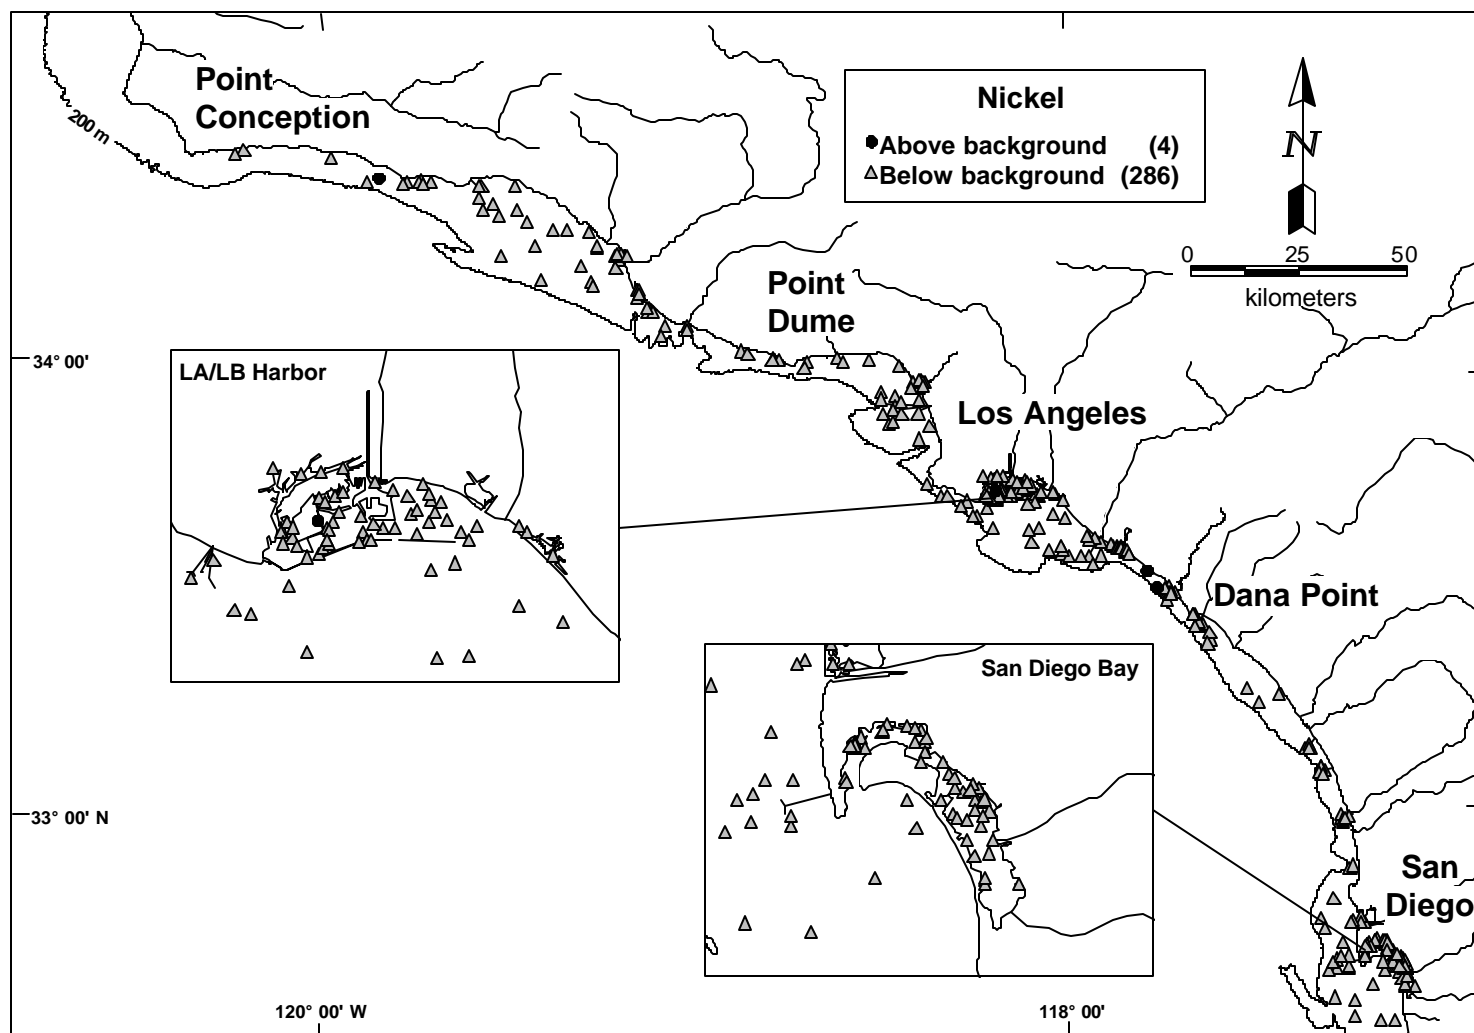 Point
Conception
200 m
Nickel
Above background (4)
Below background (286)
N
0 25 50
kilometers
Point
Dume
34° 00'
LA/LB Harbor
Los Angeles
Dana Point
San Diego Bay
33° 00' N
San
Diego
120° 00' W
118° 00'